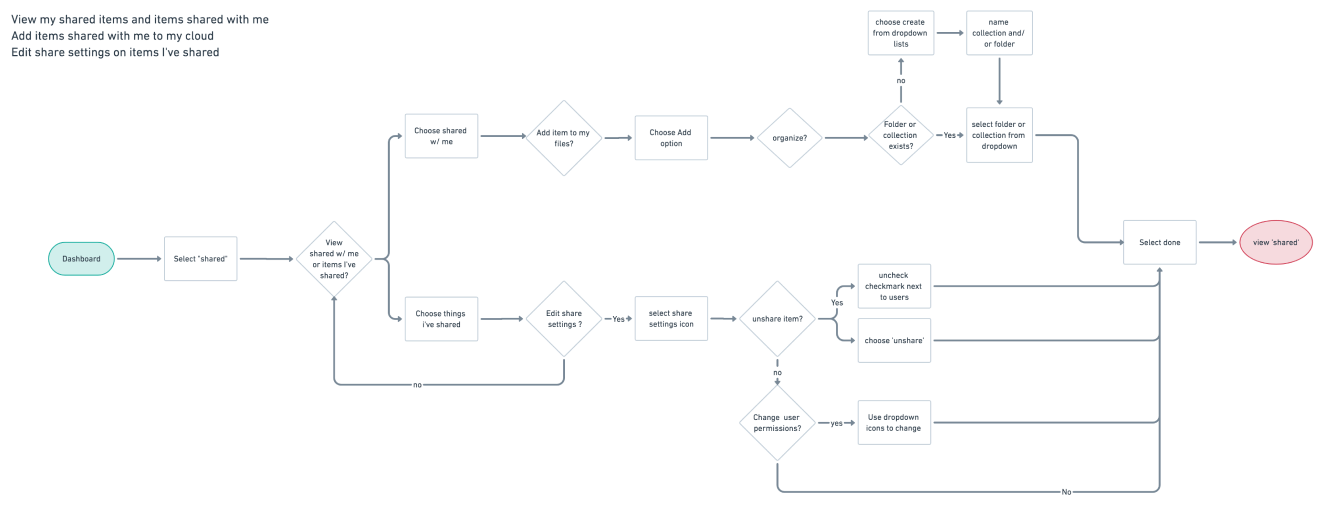 View my shared items and items shared with me
Add items shared with me to my cloud
Edit share settings on items I've shared
choose create
from dropdown
lists
name
collection and/
or folder
no
Choose shared
w/ me
Add item to my
files?
Choose Add
option
organize?
Folder or
collection
exists?
Yes
select folder or
collection from
dropdown
Dashboard
Select "shared"
View
shared w/ me
or items I've
shared?
Select done
view 'shared'
Choose things
i've shared
Edit share
settings ?
Yes
select share
settings icon
unshare item?
Yes
uncheck
checkmark next
to users
choose 'unshare'
no
no
Change user
permissions?
yes
Use dropdown
icons to change
No